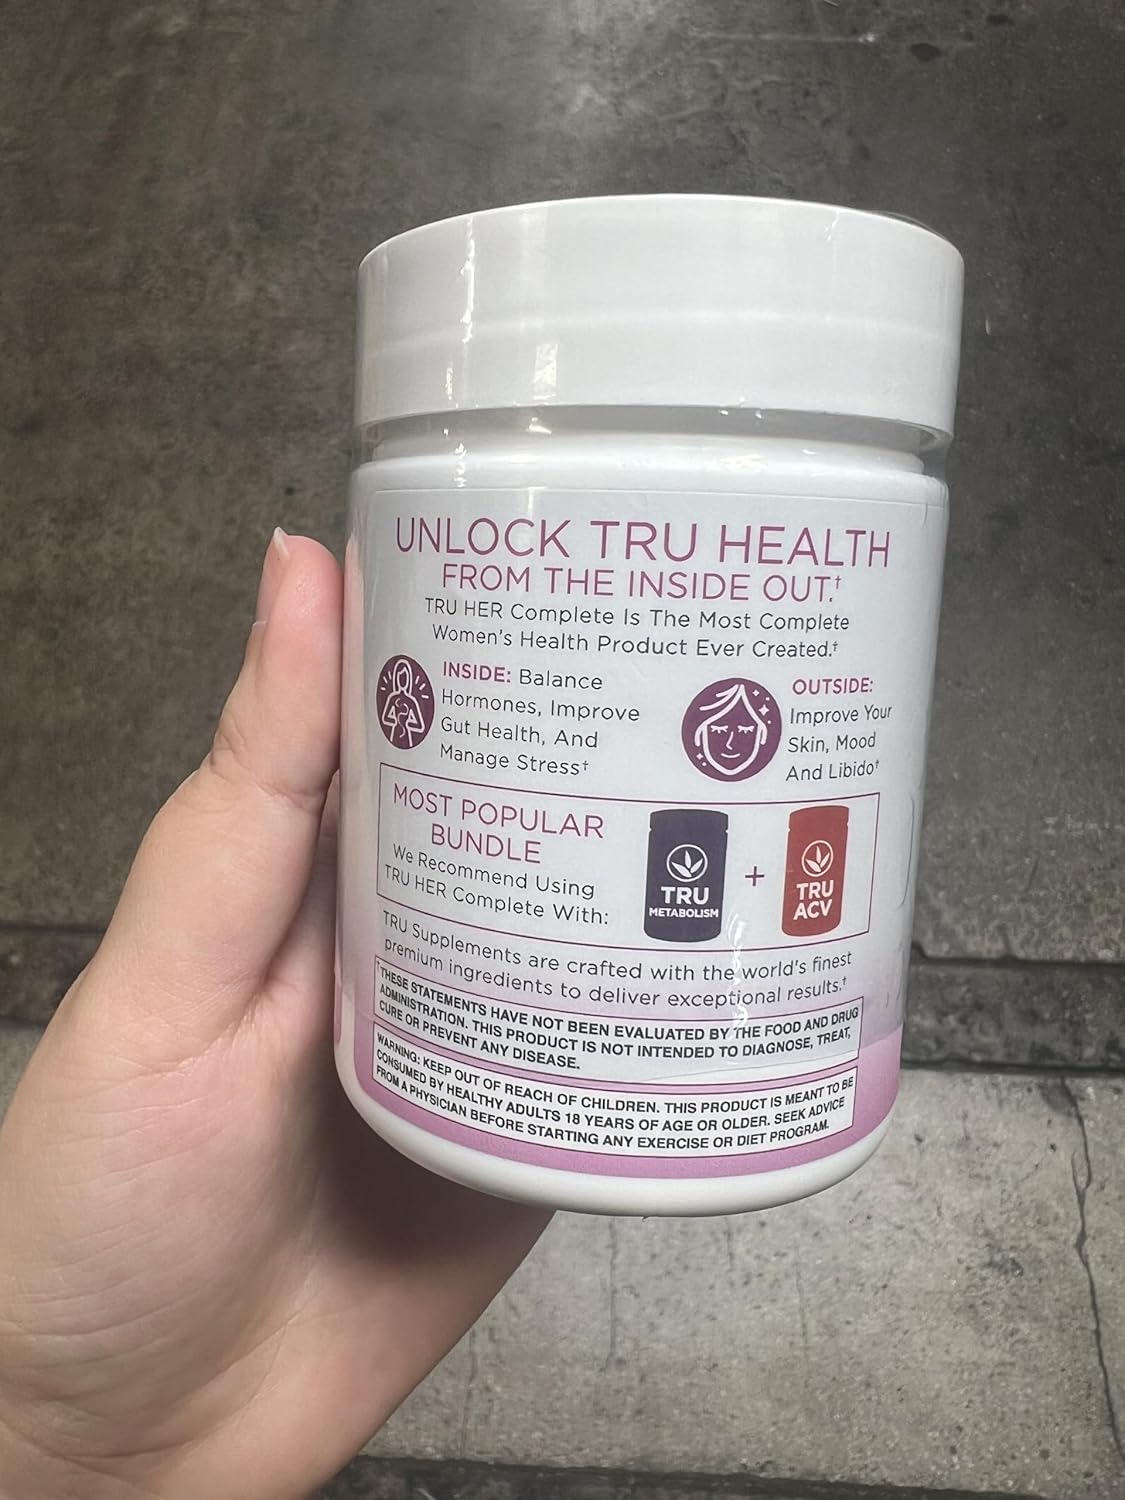 UNLOCK TRU HEALTH
FROM THE INSIDE OUT.†
TRU HER Complete Is The Most Complete
Women's Health Product Ever Created.†
INSIDE: Balance
Hormones, Improve
Gut Health, And
Manage Stress†
OUTSIDE:
Improve Your
Skin, Mood
And Libido†
MOST POPULAR
BUNDLE
We Recommend Using
TRU HER Complete With:
TRU
METABOLISM
+
TRU
ACV
TRU Supplements are crafted with the world's finest
premium ingredients to deliver exceptional results.†
†THESE STATEMENTS HAVE NOT BEEN EVALUATED BY THE FOOD AND DRUG
ADMINISTRATION. THIS PRODUCT IS NOT INTENDED TO DIAGNOSE, TREAT,
CURE OR PREVENT ANY DISEASE.
WARNING: KEEP OUT OF REACH OF CHILDREN. THIS PRODUCT IS MEANT TO BE
CONSUMED BY HEALTHY ADULTS 18 YEARS OF AGE OR OLDER. SEEK ADVICE
FROM A PHYSICIAN BEFORE STARTING ANY EXERCISE OR DIET PROGRAM.